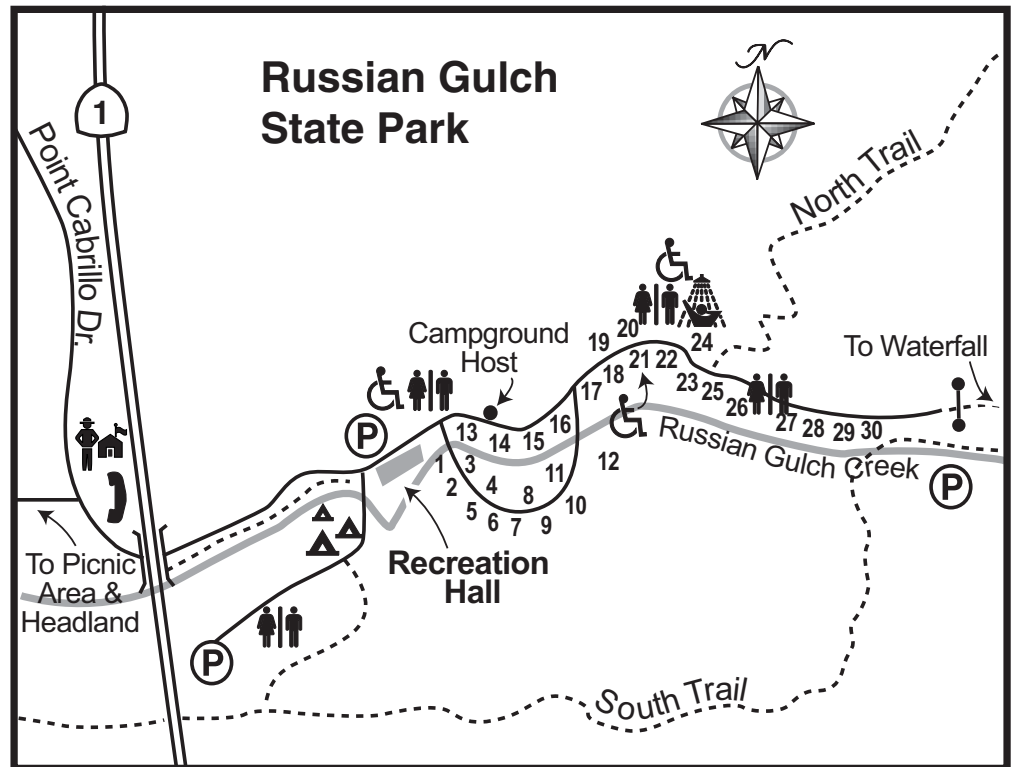 Russian Gulch
State Park
N
1
Point Cabrillo Dr.
North Trail
Campground
Host
To Waterfall
20
19
24
21
22
18
23
17
25
26
27
28
29
30
16
15
14
13
12
11
10
9
8
7
6
5
4
3
2
1
P
Russian Gulch Creek
P
Recreation
Hall
To Picnic
Area &
Headland
P
South Trail